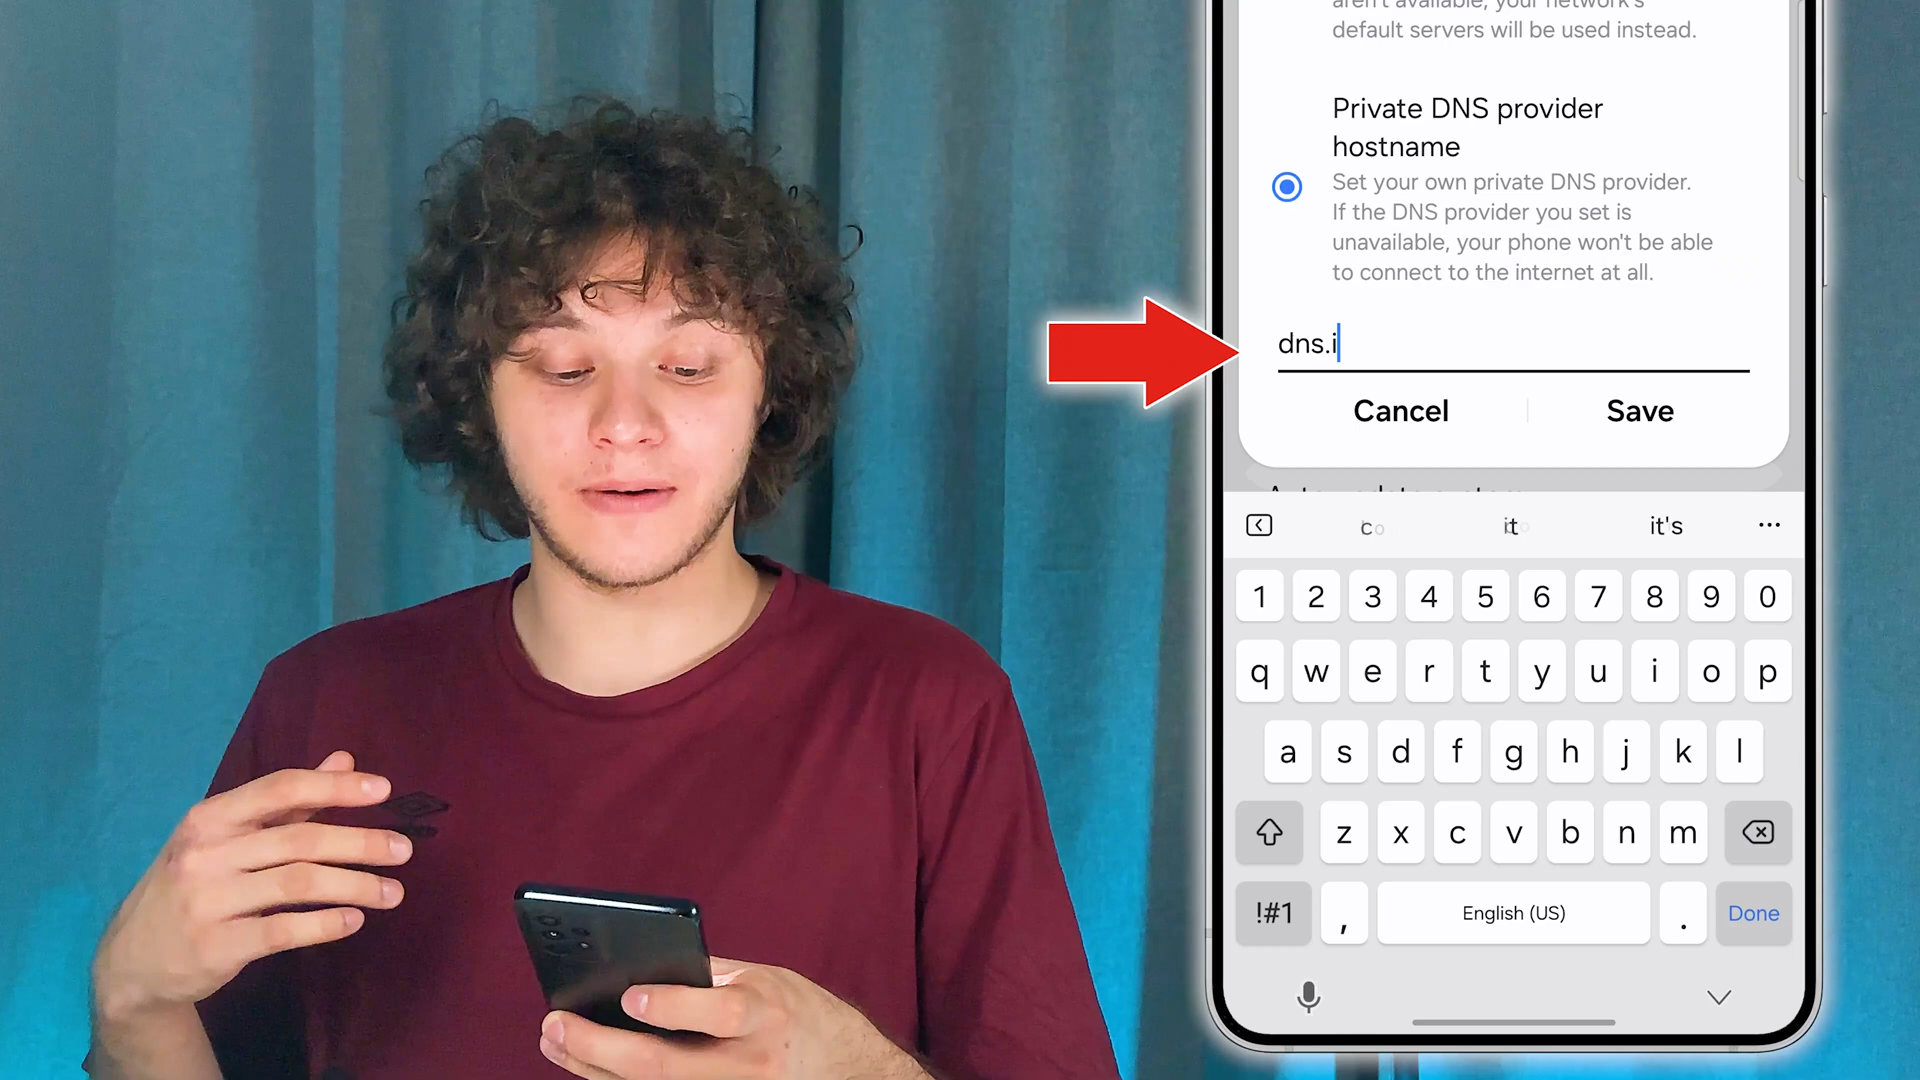 aren't available, your network's
default servers will be used instead.
Private DNS provider
hostname
Set your own private DNS provider.
If the DNS provider you set is
unavailable, your phone won't be able
to connect to the internet at all.
dns.i
Cancel Save
Auto update system
it it's ...
1 2 3 4 5 6 7 8 9 0
q w e r t y u i o p
a s d f g h j k l
z x c v b n m
!#1 , English (US) . Done